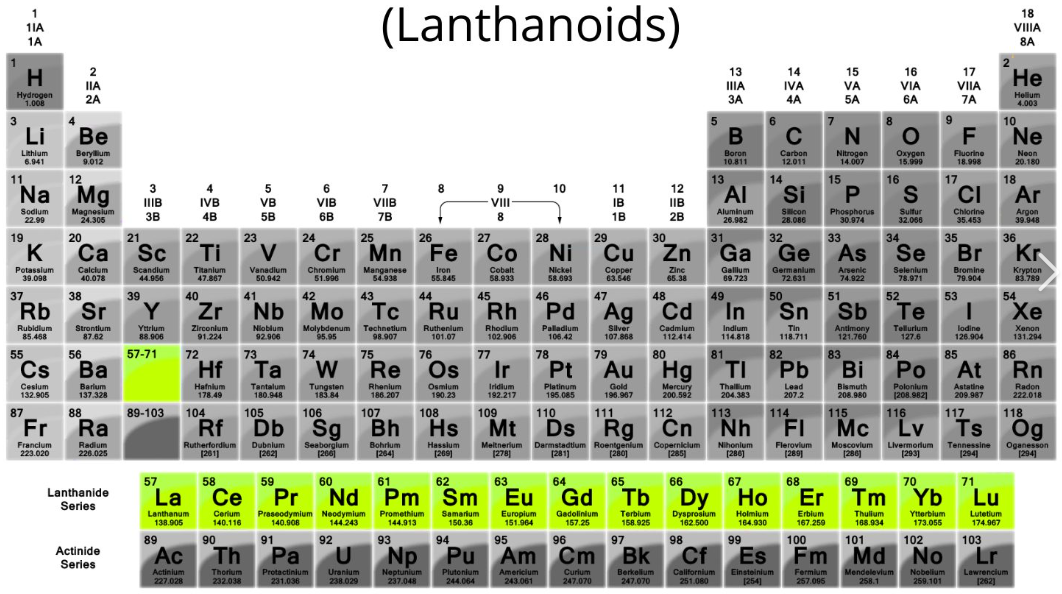 (Lanthanoids)
1
1IA
1A
18
VIIIA
8A
1
H
Hydrogen
1.008
2
IIA
2A
13
IIIA
3A
14
IVA
4A
15
VA
5A
16
VIA
6A
17
VIIA
7A
2
He
Helium
4.003
3
Li
Lithium
6.941
4
Be
Beryllium
9.012
5
B
Boron
10.811
6
C
Carbon
12.011
7
N
Nitrogen
14.007
8
O
Oxygen
15.999
9
F
Fluorine
18.998
10
Ne
Neon
20.180
11
Na
Sodium
22.99
12
Mg
Magnesium
24.305
3
IIIB
3B
4
IVB
4B
5
VB
5B
6
VIB
6B
7
VIIB
7B
8
9
10
VIII
8
11
IB
1B
12
IIB
2B
13
Al
Aluminum
26.982
14
Si
Silicon
28.086
15
P
Phosphorus
30.974
16
S
Sulfur
32.066
17
Cl
Chlorine
35.453
18
Ar
Argon
39.948
19
K
Potassium
39.098
20
Ca
Calcium
40.078
21
Sc
Scandium
44.956
22
Ti
Titanium
47.867
23
V
Vanadium
50.942
24
Cr
Chromium
51.996
25
Mn
Manganese
54.938
26
Fe
Iron
55.845
27
Co
Cobalt
58.933
28
Ni
Nickel
58.693
29
Cu
Copper
63.546
30
Zn
Zinc
65.38
31
Ga
Gallium
69.723
32
Ge
Germanium
72.631
33
As
Arsenic
74.922
34
Se
Selenium
78.971
35
Br
Bromine
79.904
36
Kr
Krypton
83.789
37
Rb
Rubidium
85.468
38
Sr
Strontium
87.62
39
Y
Yttrium
88.906
40
Zr
Zirconium
91.224
41
Nb
Niobium
92.906
42
Mo
Molybdenum
95.95
43
Tc
Technetium
98.907
44
Ru
Ruthenium
101.07
45
Rh
Rhodium
102.906
46
Pd
Palladium
106.42
47
Ag
Silver
107.868
48
Cd
Cadmium
112.414
49
In
Indium
114.818
50
Sn
Tin
118.711
51
Sb
Antimony
121.760
52
Te
Tellurium
127.6
53
I
Iodine
126.904
54
Xe
Xenon
131.294
55
Cs
Cesium
132.905
56
Ba
Barium
137.328
57-71
72
Hf
Hafnium
178.49
73
Ta
Tantalum
180.948
74
W
Tungsten
183.84
75
Re
Rhenium
186.207
76
Os
Osmium
190.23
77
Ir
Iridium
192.217
78
Pt
Platinum
195.085
79
Au
Gold
196.967
80
Hg
Mercury
200.592
81
Tl
Thallium
204.383
82
Pb
Lead
207.2
83
Bi
Bismuth
208.980
84
Po
Polonium
[208.982]
85
At
Astatine
209.987
86
Rn
Radon
222.018
87
Fr
Francium
223.020
88
Ra
Radium
226.025
89-103
104
Rf
Rutherfordium
[261]
105
Db
Dubnium
[262]
106
Sg
Seaborgium
[266]
107
Bh
Bohrium
[264]
108
Hs
Hassium
[269]
109
Mt
Meitnerium
[278]
110
Ds
Darmstadtium
[281]
111
Rg
Roentgenium
[280]
112
Cn
Copernicium
[285]
113
Nh
Nihonium
[286]
114
Fl
Flerovium
[289]
115
Mc
Moscovium
[286]
116
Lv
Livermorium
[293]
117
Ts
Tennessine
[294]
118
Og
Oganesson
[294]
Lanthanide
Series
57
La
Lanthanum
138.905
58
Ce
Cerium
140.116
59
Pr
Praseodymium
140.908
60
Nd
Neodymium
144.243
61
Pm
Promethium
144.913
62
Sm
Samarium
150.36
63
Eu
Europium
151.964
64
Gd
Gadolinium
157.25
65
Tb
Terbium
158.925
66
Dy
Dysprosium
162.500
67
Ho
Holmium
164.930
68
Er
Erbium
167.259
69
Tm
Thulium
168.934
70
Yb
Ytterbium
173.055
71
Lu
Lutetium
174.967
Actinide
Series
89
Ac
Actinium
227.028
90
Th
Thorium
232.038
91
Pa
Protactinium
231.036
92
U
Uranium
238.029
93
Np
Neptunium
237.048
94
Pu
Plutonium
244.064
95
Am
Americium
243.061
96
Cm
Curium
247.070
97
Bk
Berkelium
247.070
98
Cf
Californium
251.080
99
Es
Einsteinium
[254]
100
Fm
Fermium
257.095
101
Md
Mendelevium
258.1
102
No
Nobelium
259.101
103
Lr
Lawrencium
[262]